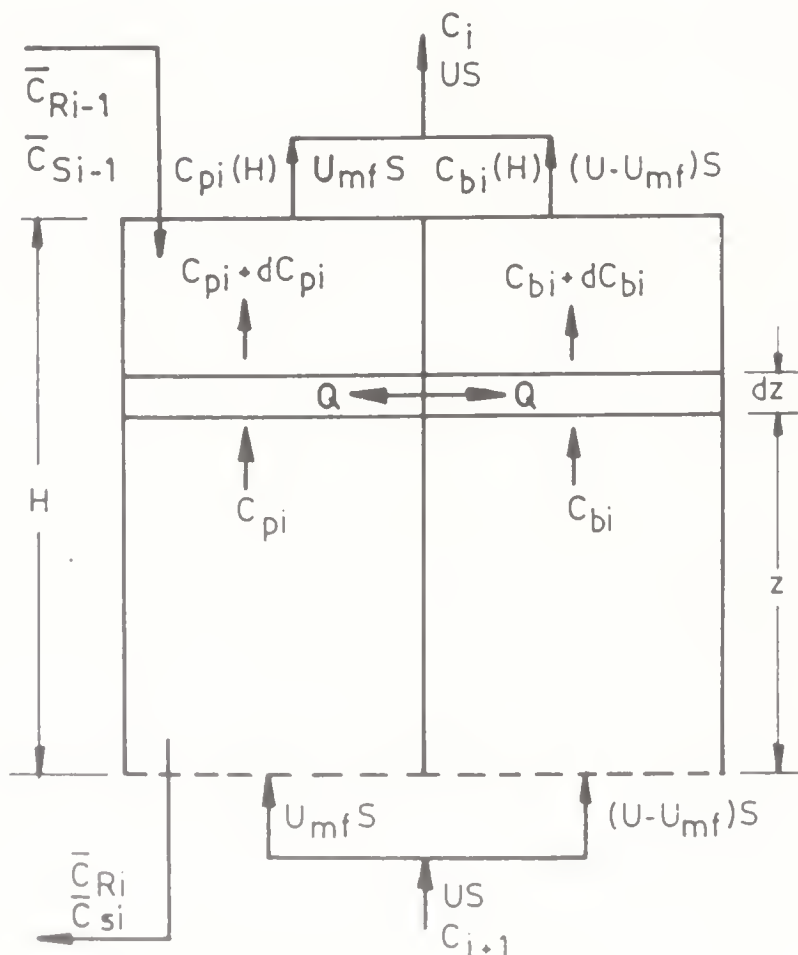 Ci
US
C̅Ri-1
C̅Si-1
Cpi(H)
UmfS
Cbi(H)
(U-Umf)S
Cpi+dCpi
Cbi+dCbi
Q
Q
dz
H
Cpi
Cbi
z
UmfS
(U-Umf)S
C̅Ri
C̅si
US
Ci+1